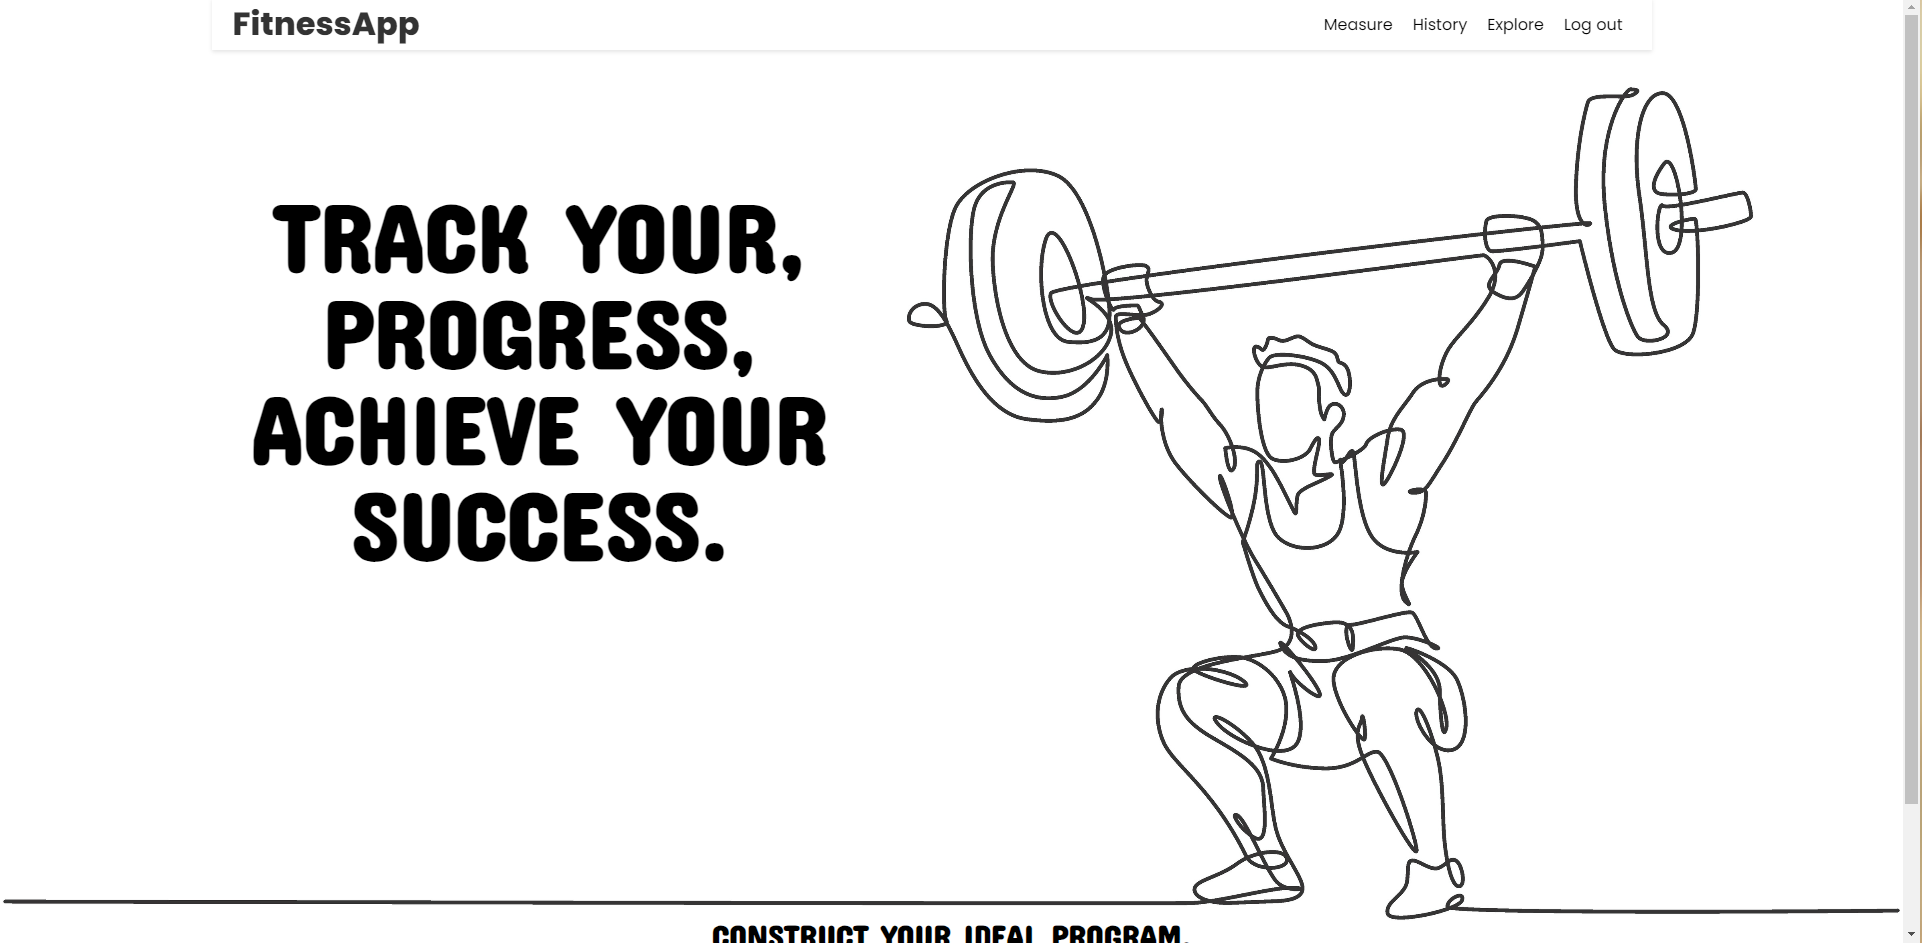 FitnessApp
Measure History Explore Log out
TRACK YOUR,
PROGRESS,
ACHIEVE YOUR
SUCCESS.
CONSTRUCT YOUR IDEAL PROGRAM.